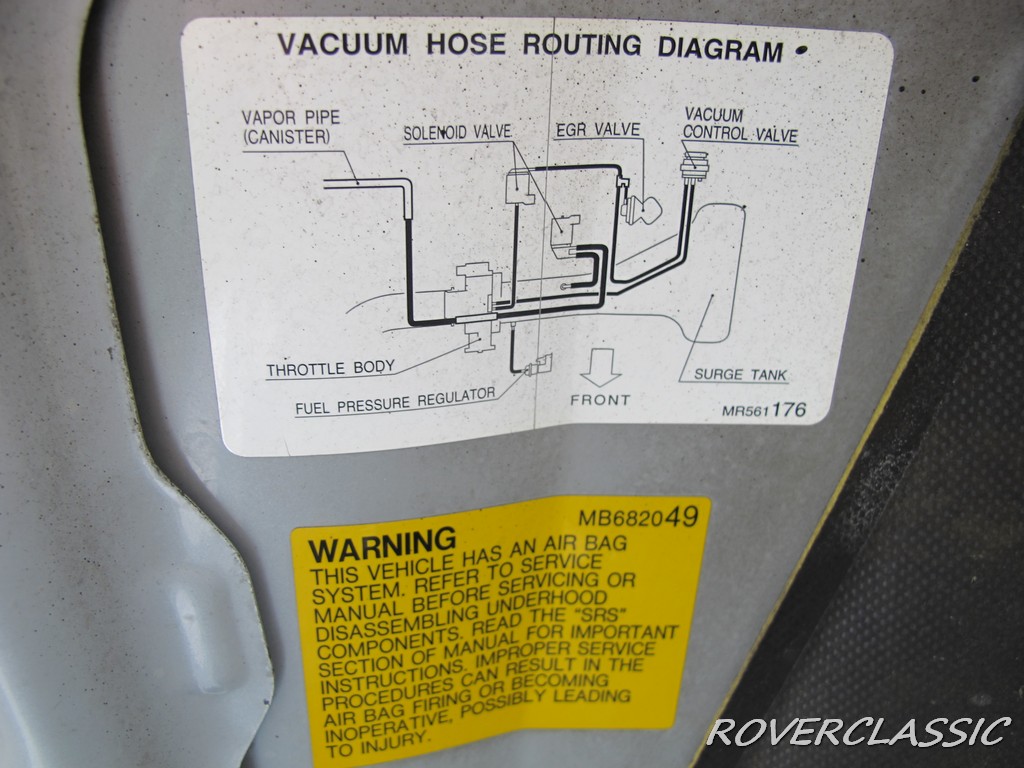 VACUUM HOSE ROUTING DIAGRAM
VAPOR PIPE
(CANISTER)
SOLENOID VALVE
EGR VALVE
VACUUM
CONTROL VALVE
THROTTLE BODY
FUEL PRESSURE REGULATOR
FRONT
SURGE TANK
MR561176
MB682049
WARNING
THIS VEHICLE HAS AN AIR BAG
SYSTEM. REFER TO SERVICE
MANUAL BEFORE SERVICING OR
DISASSEMBLING UNDERHOOD
COMPONENTS. READ THE "SRS"
SECTION OF MANUAL FOR IMPORTANT
INSTRUCTIONS. IMPROPER SERVICE
PROCEDURES CAN RESULT IN THE
AIR BAG FIRING OR BECOMING
INOPERATIVE, POSSIBLY LEADING
TO INJURY.
ROVERCLASSIC